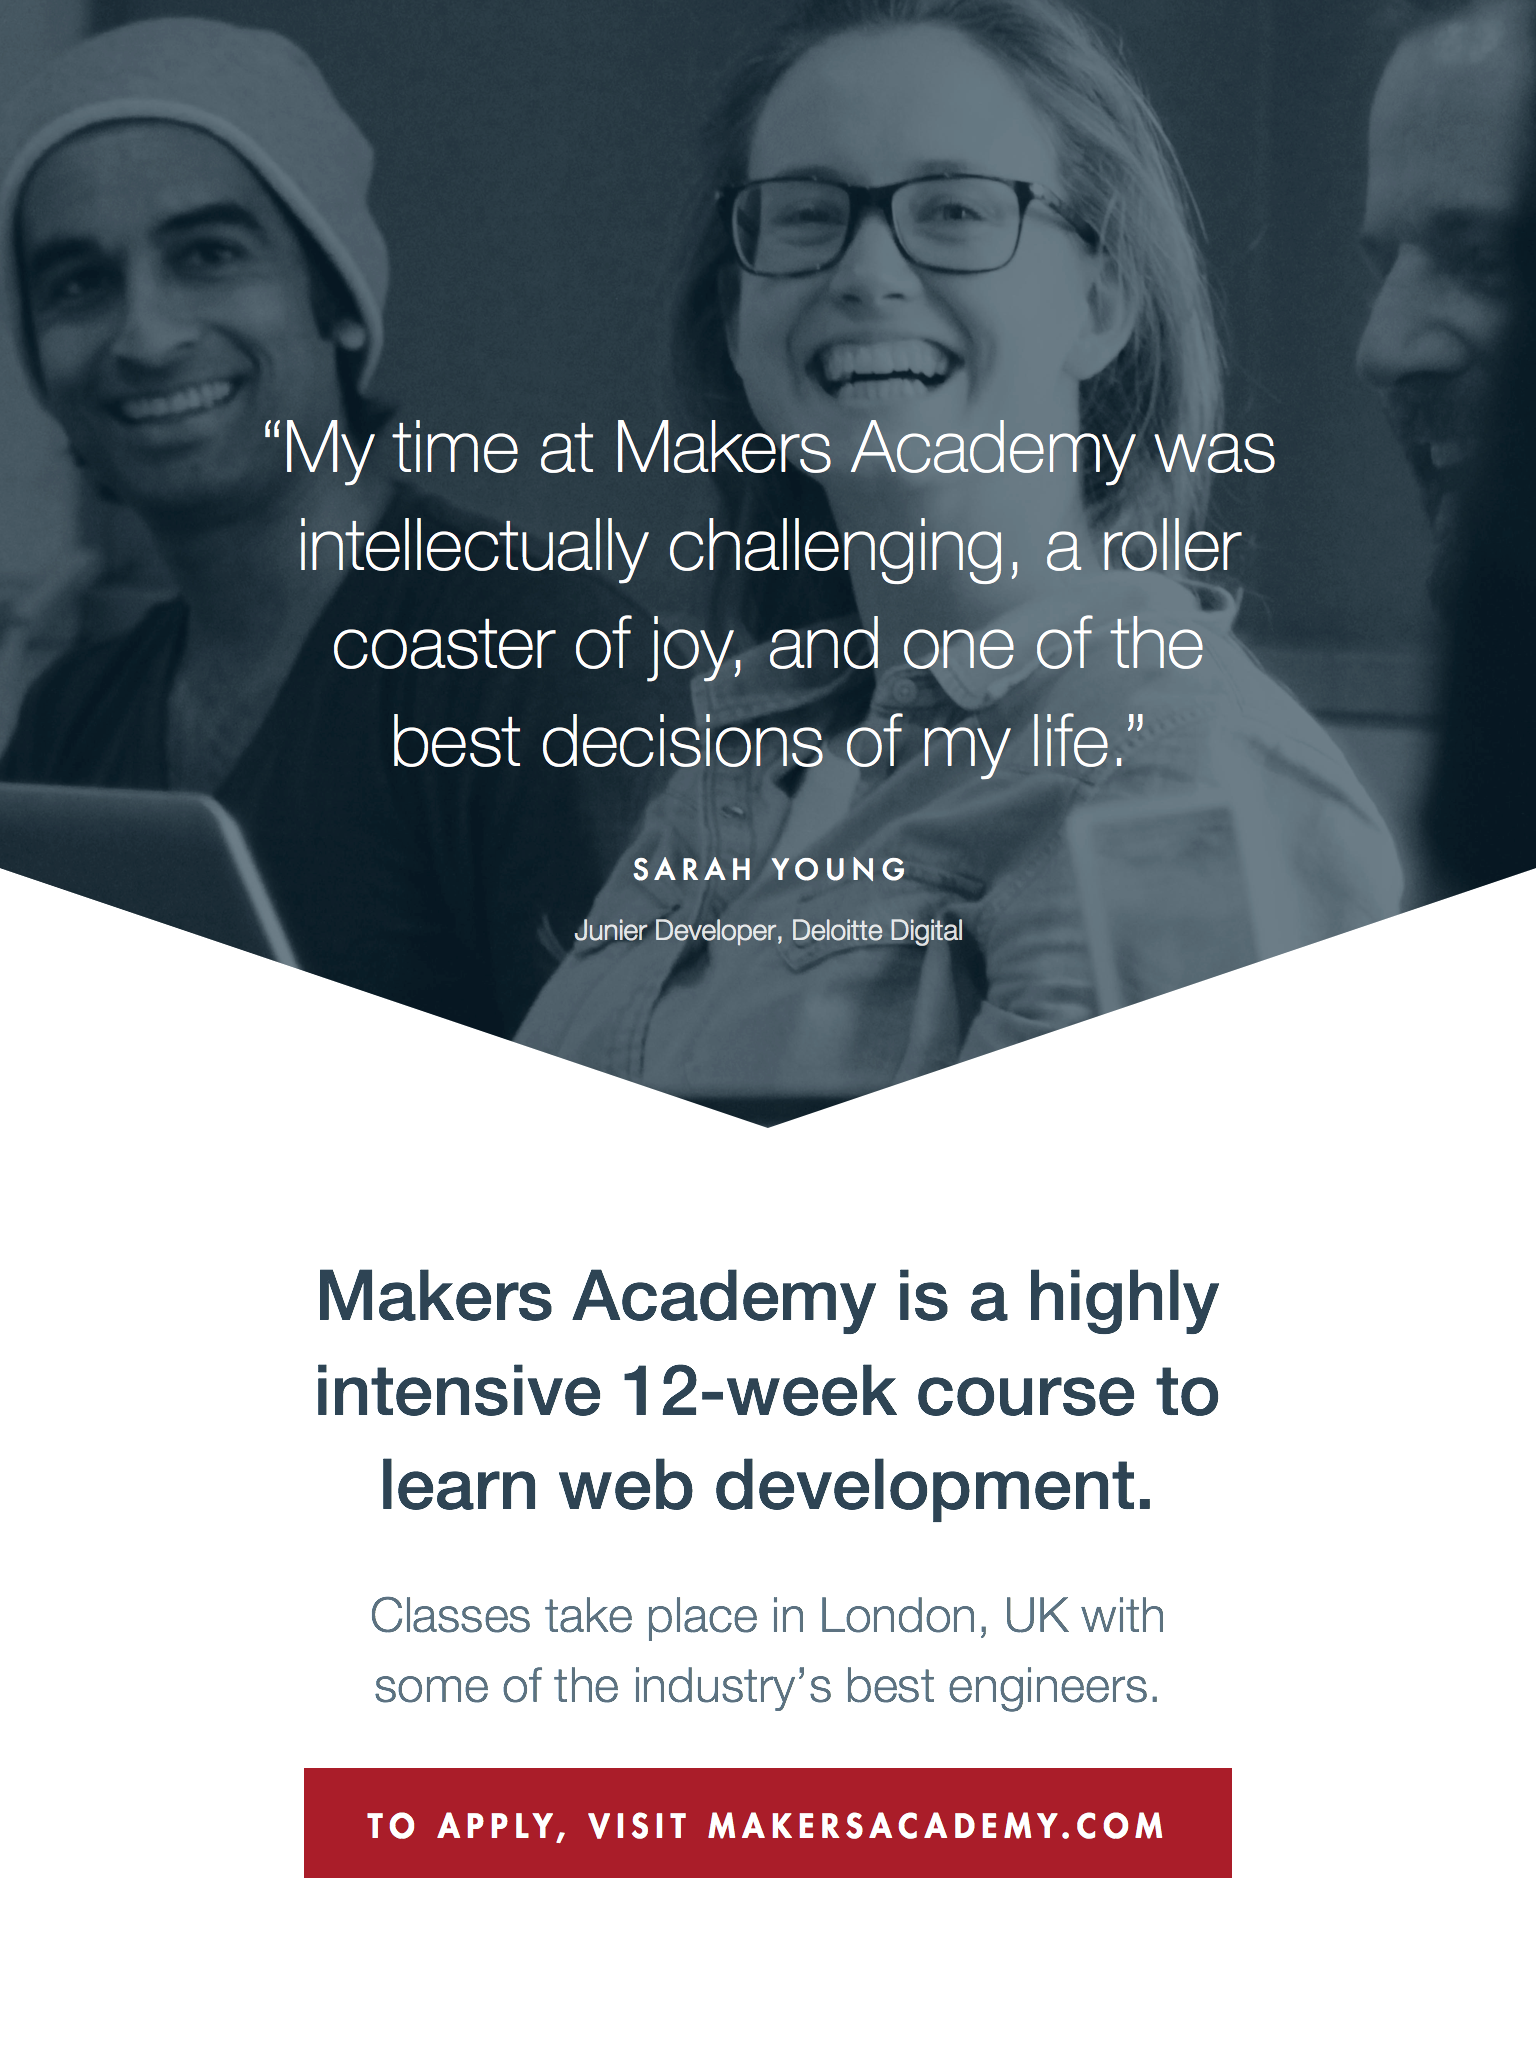 “My time at Makers Academy was
intellectually challenging, a roller
coaster of joy, and one of the
best decisions of my life.”
SARAH YOUNG
Junier Developer, Deloitte Digital
Makers Academy is a highly
intensive 12-week course to
learn web development.
Classes take place in London, UK with
some of the industry’s best engineers.
TO APPLY, VISIT MAKERSACADEMY.COM